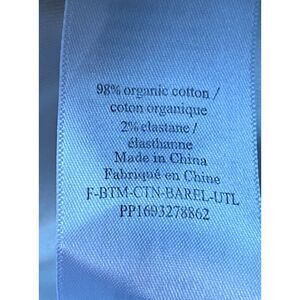 98% organic cotton /
coton organique
2% elastane /
élasthanne
Made in China
Fabriqué en Chine
F-BTM-CTN-BAREL-UTL
PP1693278862